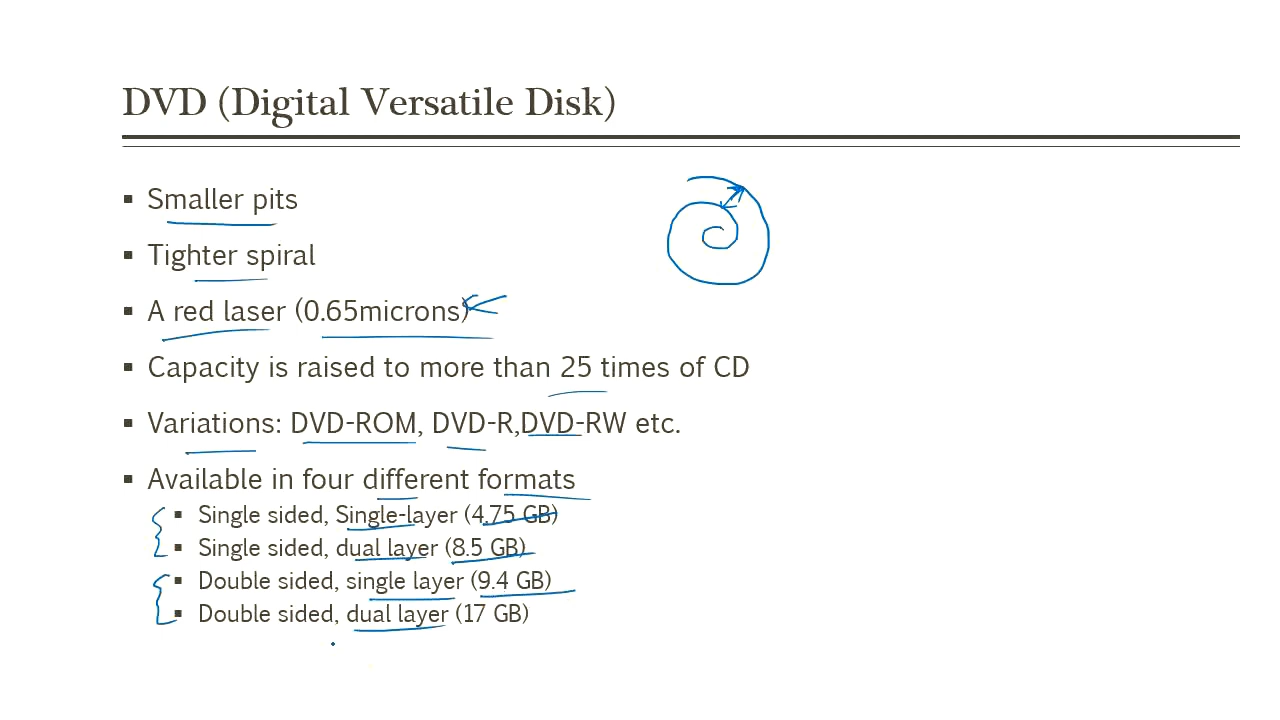 DVD (Digital Versatile Disk)
▪ Smaller pits
▪ Tighter spiral
▪ A red laser (0.65microns)
▪ Capacity is raised to more than 25 times of CD
▪ Variations: DVD-ROM, DVD-R,DVD-RW etc.
▪ Available in four different formats
▪ Single sided, Single-layer (4.75 GB)
▪ Single sided, dual layer (8.5 GB)
▪ Double sided, single layer (9.4 GB)
▪ Double sided, dual layer (17 GB)